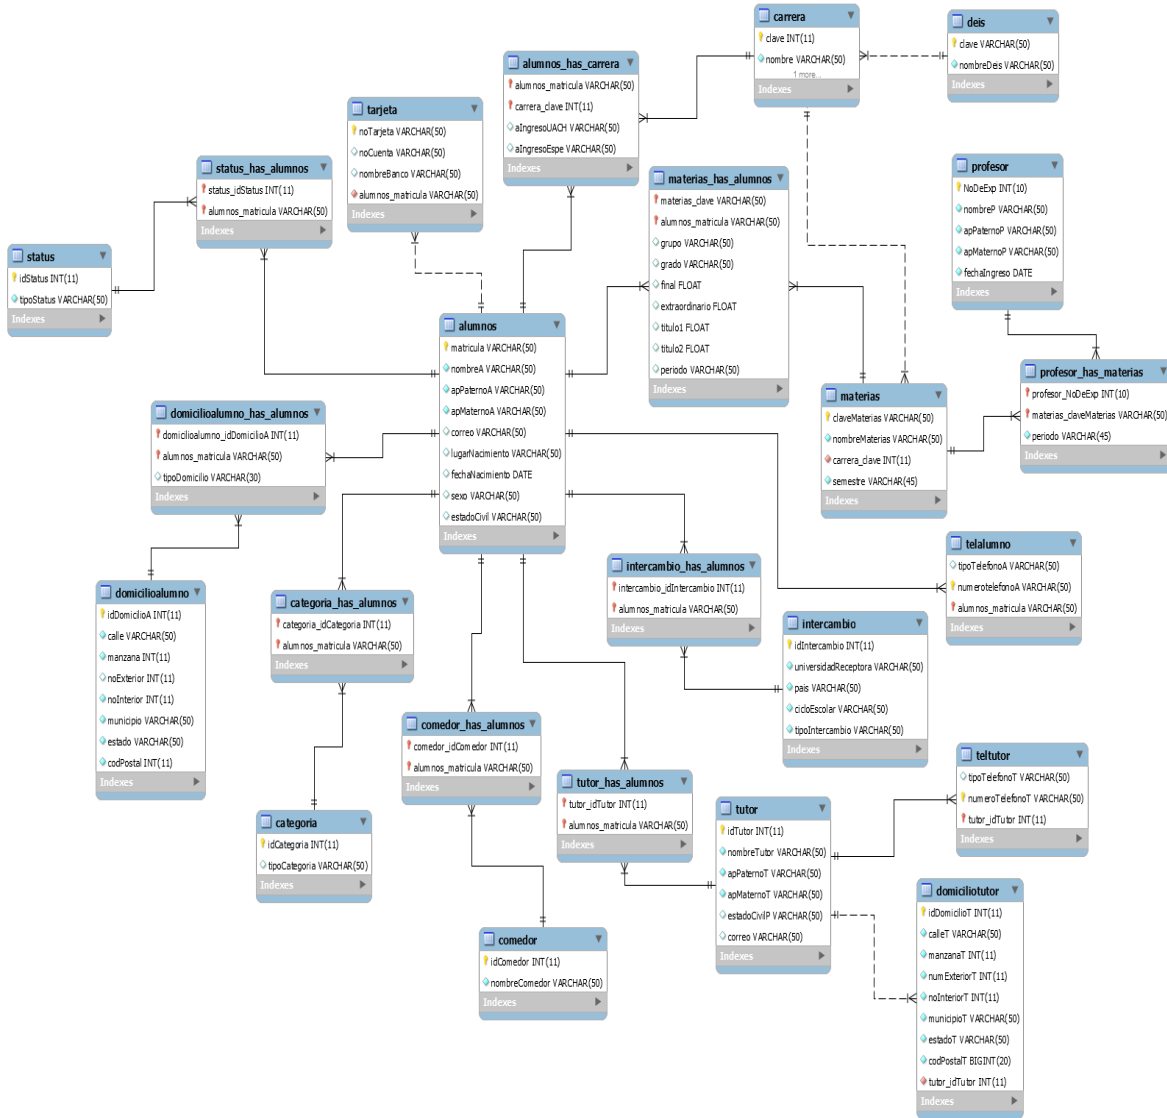 carrera
clave INT(11)
nombre VARCHAR(50)
1 more...
Indexes
deis
clave VARCHAR(50)
nombreDeis VARCHAR(50)
Indexes
alumnos_has_carrera
alumnos_matricula VARCHAR(50)
carrera_clave INT(11)
aIngresoUACH VARCHAR(50)
aIngresoEspe VARCHAR(50)
Indexes
tarjeta
noTarjeta VARCHAR(50)
noCuenta VARCHAR(50)
nombreBanco VARCHAR(50)
alumnos_matricula VARCHAR(50)
Indexes
status_has_alumnos
status_idStatus INT(11)
alumnos_matricula VARCHAR(50)
Indexes
materias_has_alumnos
materias_clave VARCHAR(50)
alumnos_matricula VARCHAR(50)
grupo VARCHAR(50)
grado VARCHAR(50)
final FLOAT
extraordinario FLOAT
titulo1 FLOAT
titulo2 FLOAT
periodo VARCHAR(50)
Indexes
profesor
NoDeExp INT(10)
nombreP VARCHAR(50)
apPaternoP VARCHAR(50)
apMaternoP VARCHAR(50)
fechaIngreso DATE
Indexes
status
idStatus INT(11)
tipoStatus VARCHAR(50)
Indexes
alumnos
matricula VARCHAR(50)
nombreA VARCHAR(50)
apPaternoA VARCHAR(50)
apMaternoA VARCHAR(50)
correo VARCHAR(50)
lugarNacimiento VARCHAR(50)
fechaNacimiento DATE
sexo VARCHAR(50)
estadoCivil VARCHAR(50)
Indexes
profesor_has_materias
profesor_NoDeExp INT(10)
materias_claveMaterias VARCHAR(50)
periodo VARCHAR(45)
Indexes
materias
claveMaterias VARCHAR(50)
nombreMaterias VARCHAR(50)
carrera_clave INT(11)
semestre VARCHAR(45)
Indexes
domicilioalumno_has_alumnos
domicilioalumno_idDomicilioA INT(11)
alumnos_matricula VARCHAR(50)
tipoDomicilio VARCHAR(30)
Indexes
telalumno
tipoTelefonoA VARCHAR(50)
numerotelefonoA VARCHAR(50)
alumnos_matricula VARCHAR(50)
Indexes
intercambio_has_alumnos
intercambio_idIntercambio INT(11)
alumnos_matricula VARCHAR(50)
Indexes
domicilioalumno
idDomicilioA INT(11)
calle VARCHAR(50)
manzana INT(11)
noExterior INT(11)
noInterior INT(11)
municipio VARCHAR(50)
estado VARCHAR(50)
codPostal INT(11)
Indexes
categoria_has_alumnos
categoria_idCategoria INT(11)
alumnos_matricula VARCHAR(50)
Indexes
intercambio
idIntercambio INT(11)
universidadReceptora VARCHAR(50)
pais VARCHAR(50)
cicloEscolar VARCHAR(50)
tipoIntercambio VARCHAR(50)
Indexes
comedor_has_alumnos
comedor_idComedor INT(11)
alumnos_matricula VARCHAR(50)
Indexes
teltutor
tipoTelefonoT VARCHAR(50)
numeroTelefonoT VARCHAR(50)
tutor_idTutor INT(11)
Indexes
tutor_has_alumnos
tutor_idTutor INT(11)
alumnos_matricula VARCHAR(50)
Indexes
tutor
idTutor INT(11)
nombreTutor VARCHAR(50)
apPaternoT VARCHAR(50)
apMaternoT VARCHAR(50)
estadoCivilP VARCHAR(50)
correo VARCHAR(50)
Indexes
categoria
idCategoria INT(11)
tipoCategoria VARCHAR(50)
Indexes
domiciliotutor
idDomicilioT INT(11)
calleT VARCHAR(50)
manzanaT INT(11)
numExteriorT INT(11)
noInteriorT INT(11)
municipioT VARCHAR(50)
estadoT VARCHAR(50)
codPostalT BIGINT(20)
tutor_idTutor INT(11)
Indexes
comedor
idComedor INT(11)
nombreComedor VARCHAR(50)
Indexes